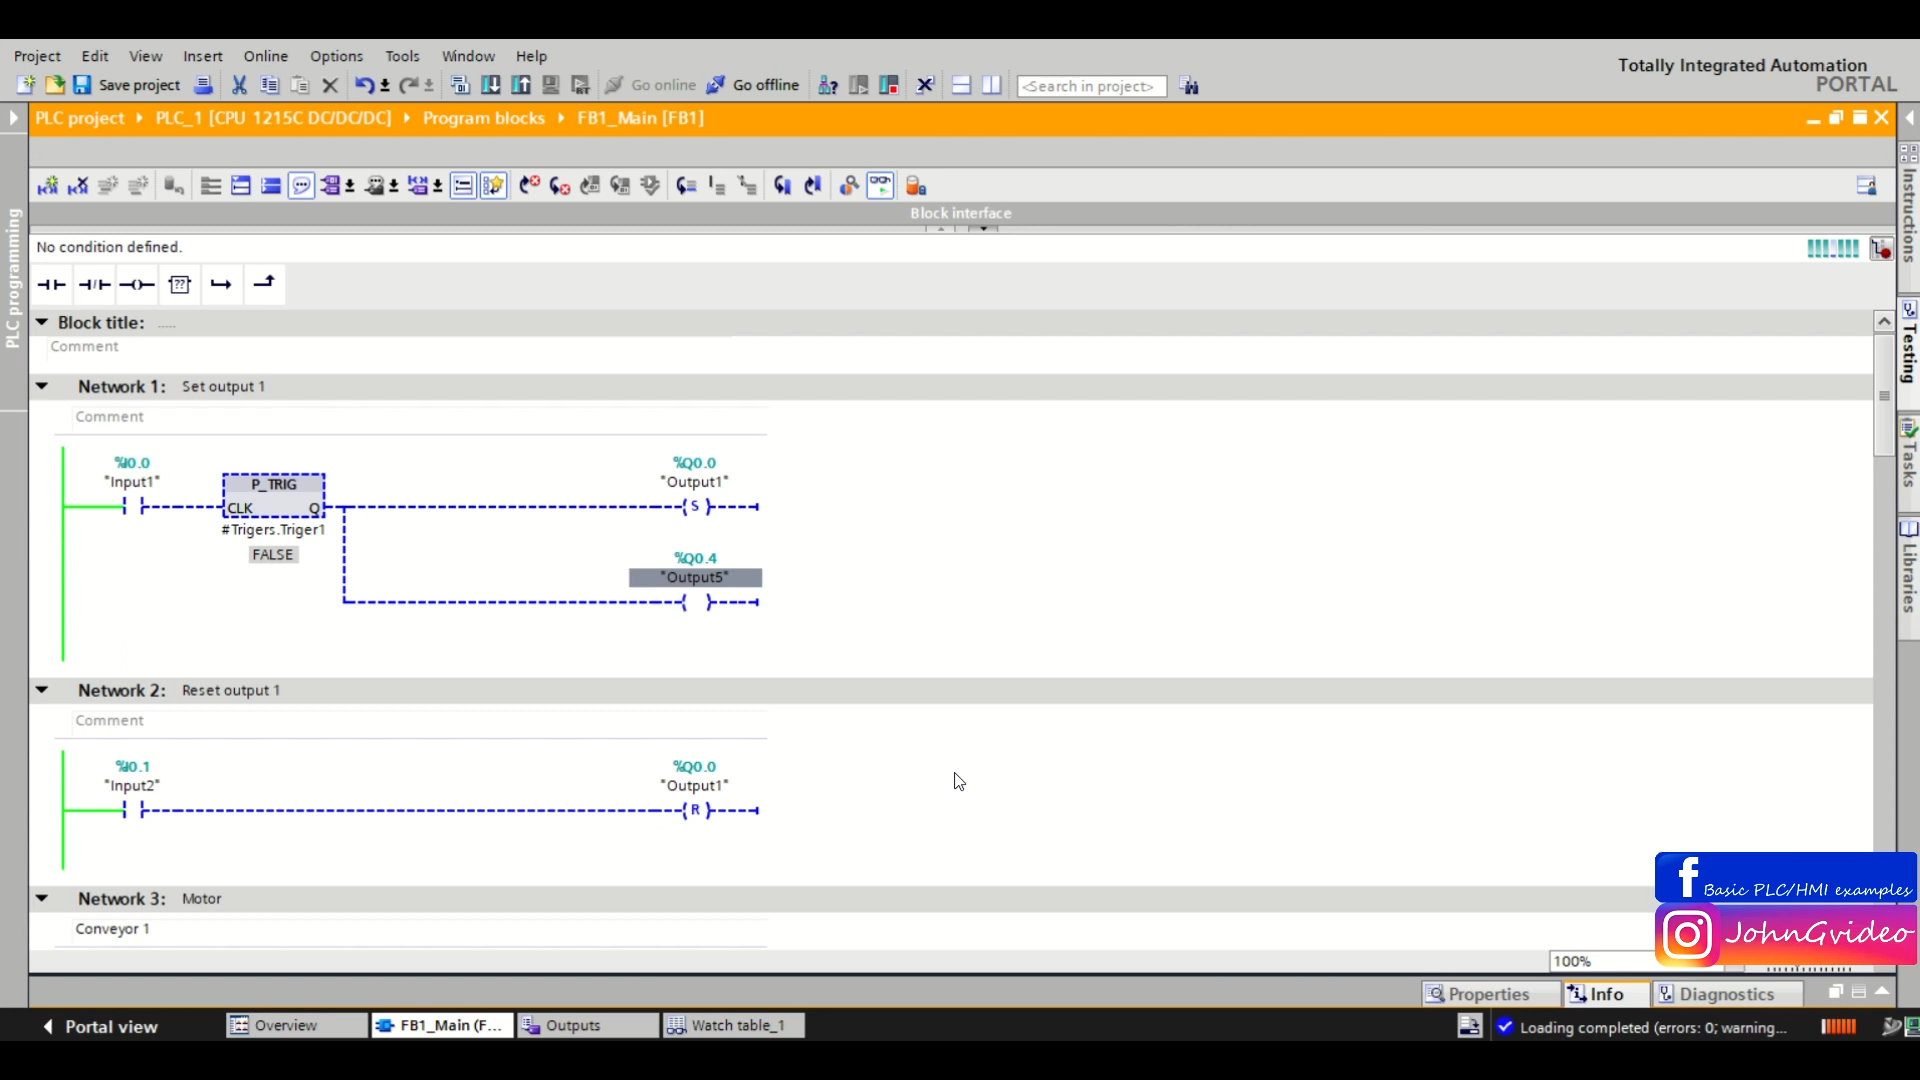 Project Edit View Insert Online Options Tools Window Help
Totally Integrated Automation
PORTAL
Save project Go online Go offline <Search in project>
PLC project PLC_1 [CPU 1215C DC/DC/DC] Program blocks FB1_Main [FB1]
Block interface
No condition defined.
??
Block title: .....
Comment
Network 1: Set output 1
Comment
%I0.0
"Input1"
P_TRIG
CLK Q
#Trigers.Triger1
FALSE
%Q0.0
"Output1"
S
%Q0.4
"Output5"
Network 2: Reset output 1
Comment
%I0.1
"Input2"
%Q0.0
"Output1"
R
Network 3: Motor
Conveyor 1
100%
PLC programming
Instructions
Testing
Tasks
Libraries
f Basic PLC/HMI examples
JohnGvideo
Properties Info Diagnostics
Portal view Overview FB1_Main (F... Outputs Watch table_1 Loading completed (errors: 0; warning...